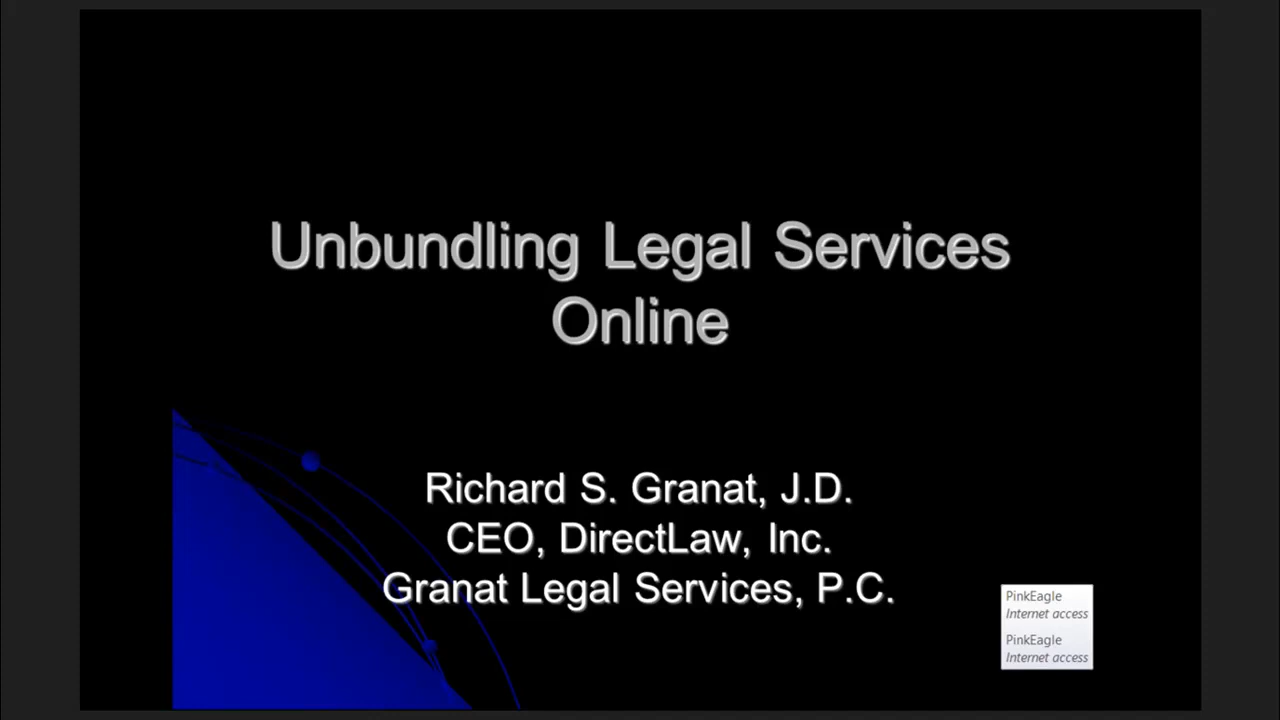 Unbundling Legal Services
Online
Richard S. Granat, J.D.
CEO, DirectLaw, Inc.
Granat Legal Services, P.C.
PinkEagle
Internet access
PinkEagle
Internet access